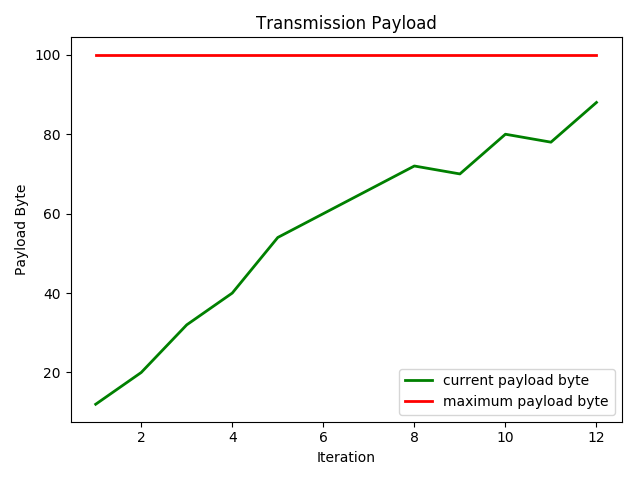 Transmission Payload
Payload Byte
100
80
60
40
20
2 4 6 8 10 12
Iteration
current payload byte
maximum payload byte